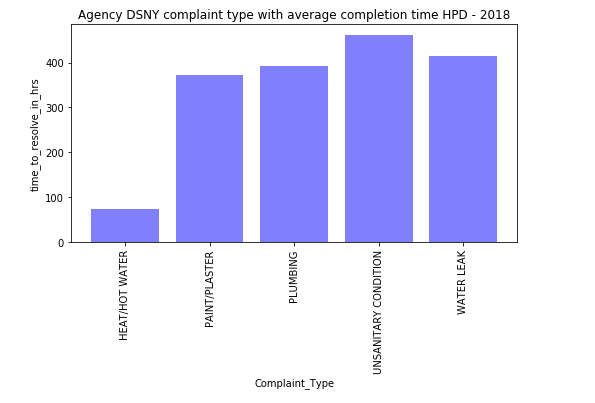 Agency DSNY complaint type with average completion time HPD - 2018
time_to_resolve_in_hrs
400
300
200
100
0
HEAT/HOT WATER
PAINT/PLASTER
PLUMBING
UNSANITARY CONDITION
WATER LEAK
Complaint_Type